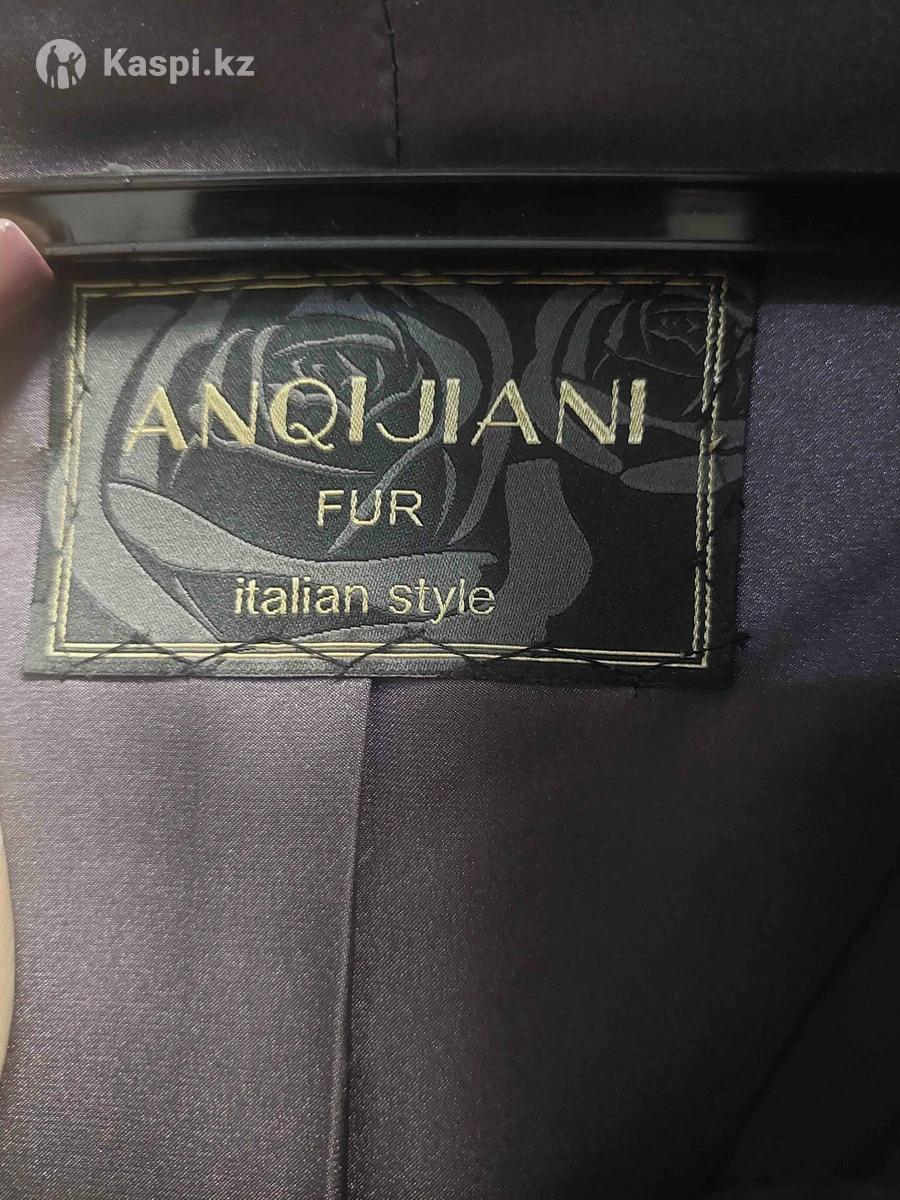 Kaspi.kz
ANQIJIANI
FUR
italian style